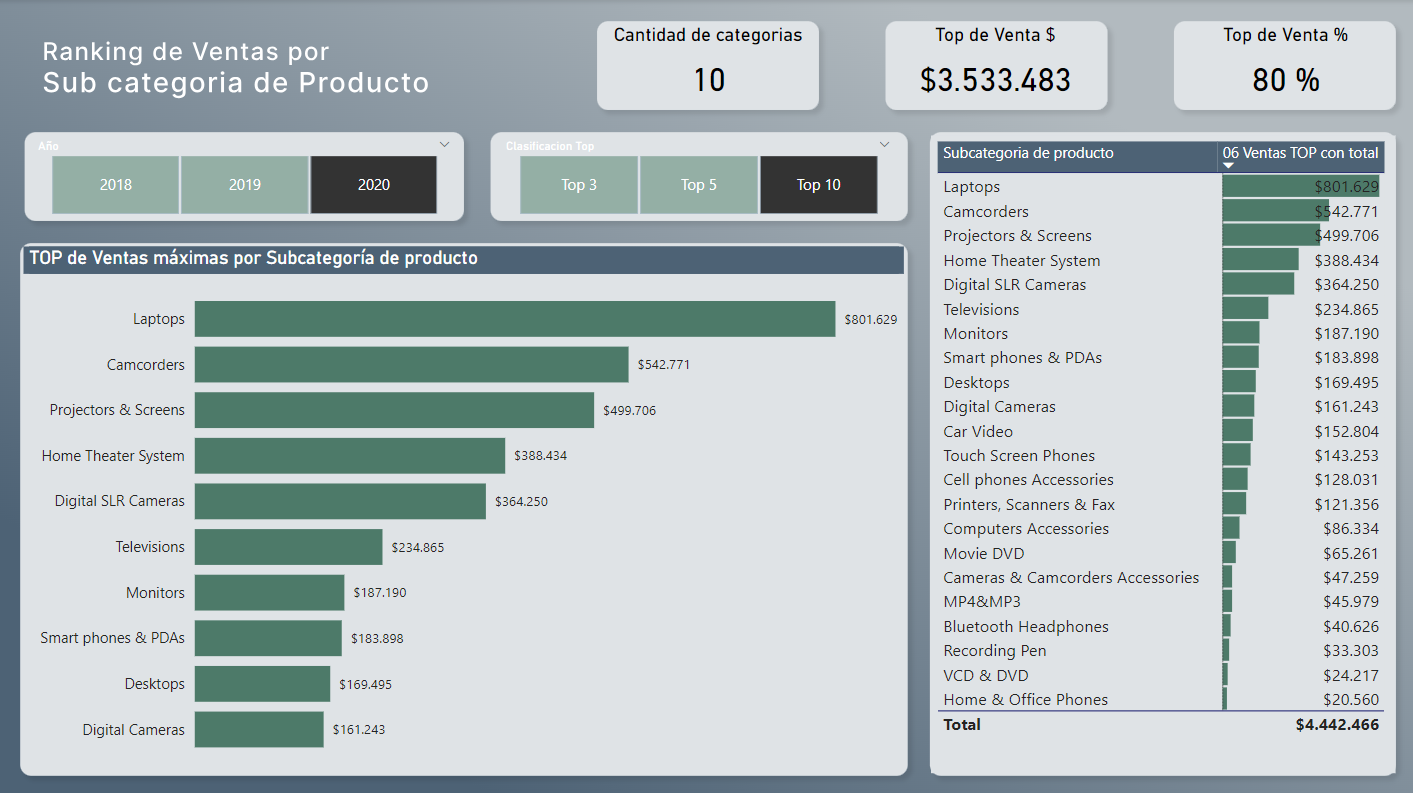 Ranking de Ventas por
Sub categoria de Producto
Cantidad de categorias
10
Top de Venta $
$3.533.483
Top de Venta %
80 %
Año
2018
2019
2020
Clasificacion Top
Top 3
Top 5
Top 10
TOP de Ventas máximas por Subcategoría de producto
Laptops $801.629
Camcorders $542.771
Projectors & Screens $499.706
Home Theater System $388.434
Digital SLR Cameras $364.250
Televisions $234.865
Monitors $187.190
Smart phones & PDAs $183.898
Desktops $169.495
Digital Cameras $161.243
Subcategoria de producto 06 Ventas TOP con total
Laptops $801.629
Camcorders $542.771
Projectors & Screens $499.706
Home Theater System $388.434
Digital SLR Cameras $364.250
Televisions $234.865
Monitors $187.190
Smart phones & PDAs $183.898
Desktops $169.495
Digital Cameras $161.243
Car Video $152.804
Touch Screen Phones $143.253
Cell phones Accessories $128.031
Printers, Scanners & Fax $121.356
Computers Accessories $86.334
Movie DVD $65.261
Cameras & Camcorders Accessories $47.259
MP4&MP3 $45.979
Bluetooth Headphones $40.626
Recording Pen $33.303
VCD & DVD $24.217
Home & Office Phones $20.560
Total $4.442.466